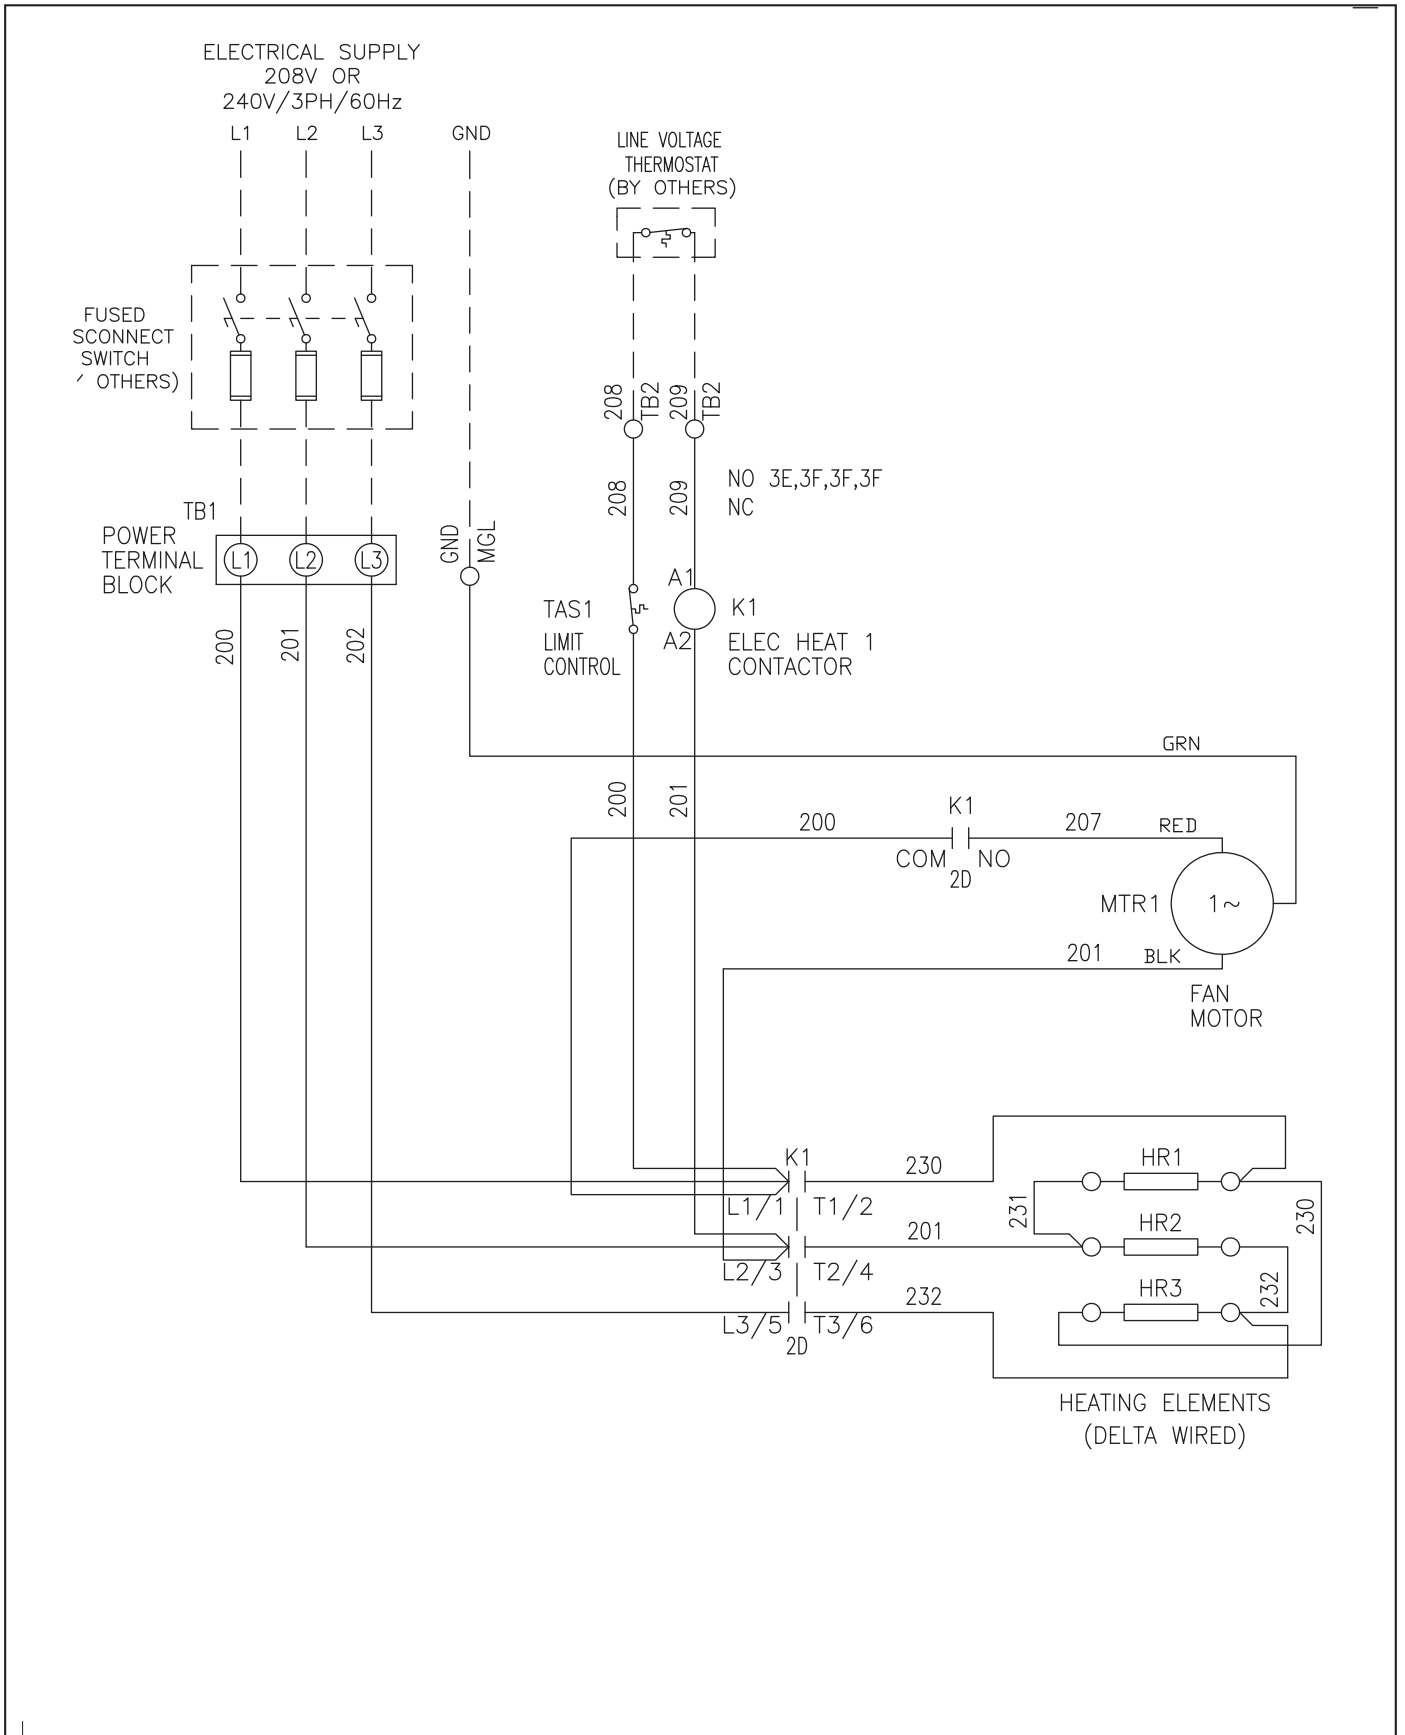 ELECTRICAL SUPPLY
208V OR
240V/3PH/60Hz
L1 L2 L3 GND
LINE VOLTAGE
THERMOSTAT
(BY OTHERS)
FUSED
SCONNECT
SWITCH
OTHERS)
208 TB2 209 TB2
208 209
NO 3E,3F,3F,3F
NC
TB1
POWER
TERMINAL
BLOCK
L1 L2 L3
GND MGL
200 201 202
TAS1
LIMIT
CONTROL
A1
K1
A2
ELEC HEAT 1
CONTACTOR
GRN
200 201
K1
200 207 RED
COM NO
2D
MTR1 1~
201 BLK
FAN
MOTOR
K1 230 HR1
L1/1 T1/2
231 230
201 HR2
L2/3 T2/4
232 HR3 232
L3/5 T3/6
2D
HEATING ELEMENTS
(DELTA WIRED)